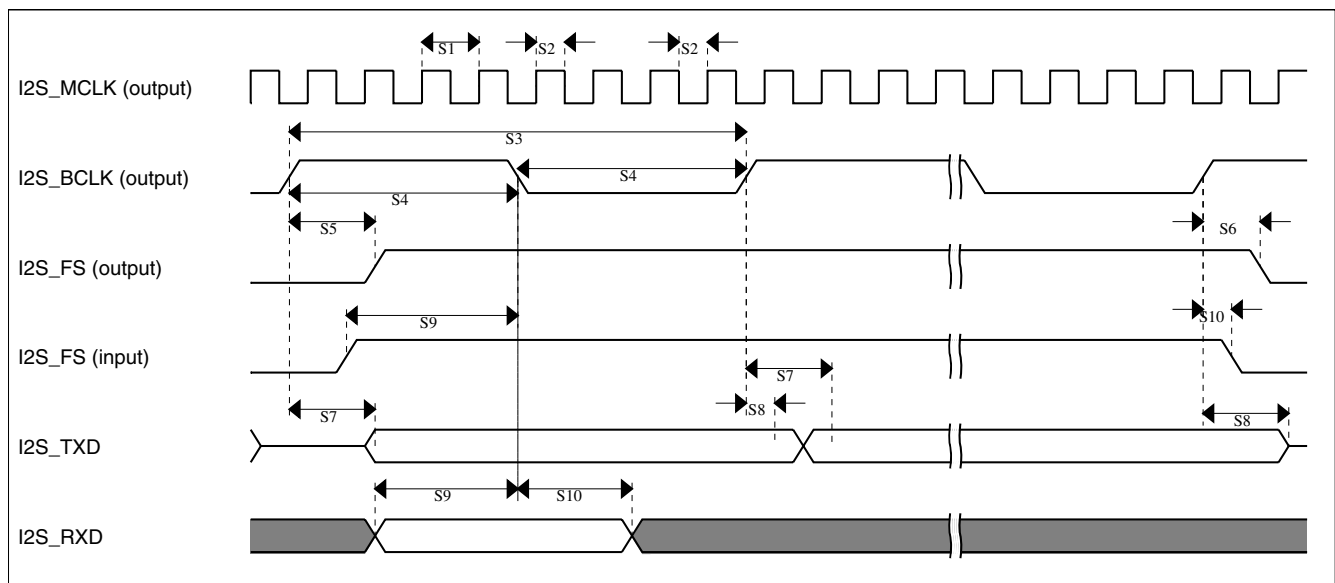 S1 S2 S2
I2S_MCLK (output)
S3
I2S_BCLK (output)
S4
S4
S5 S6
I2S_FS (output)
S9 S10
I2S_FS (input)
S7
S7 S8 S8
I2S_TXD
S9 S10
I2S_RXD